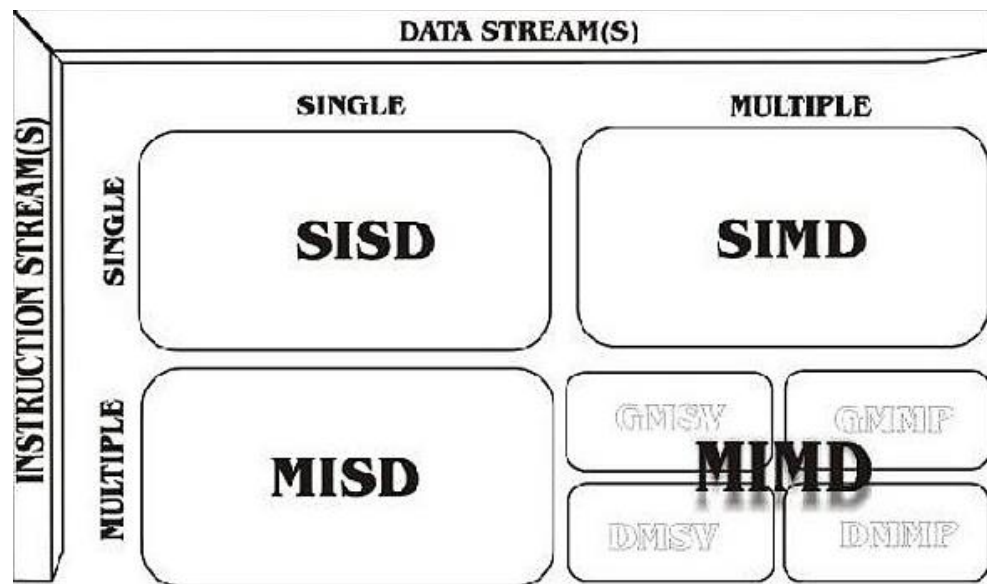 DATA STREAM(S)
SINGLE MULTIPLE
INSTRUCTION STREAM(S)
SINGLE
SISD SIMD
MULTIPLE
GMSV GMMP
MISD MIMD
DMSV DMMP